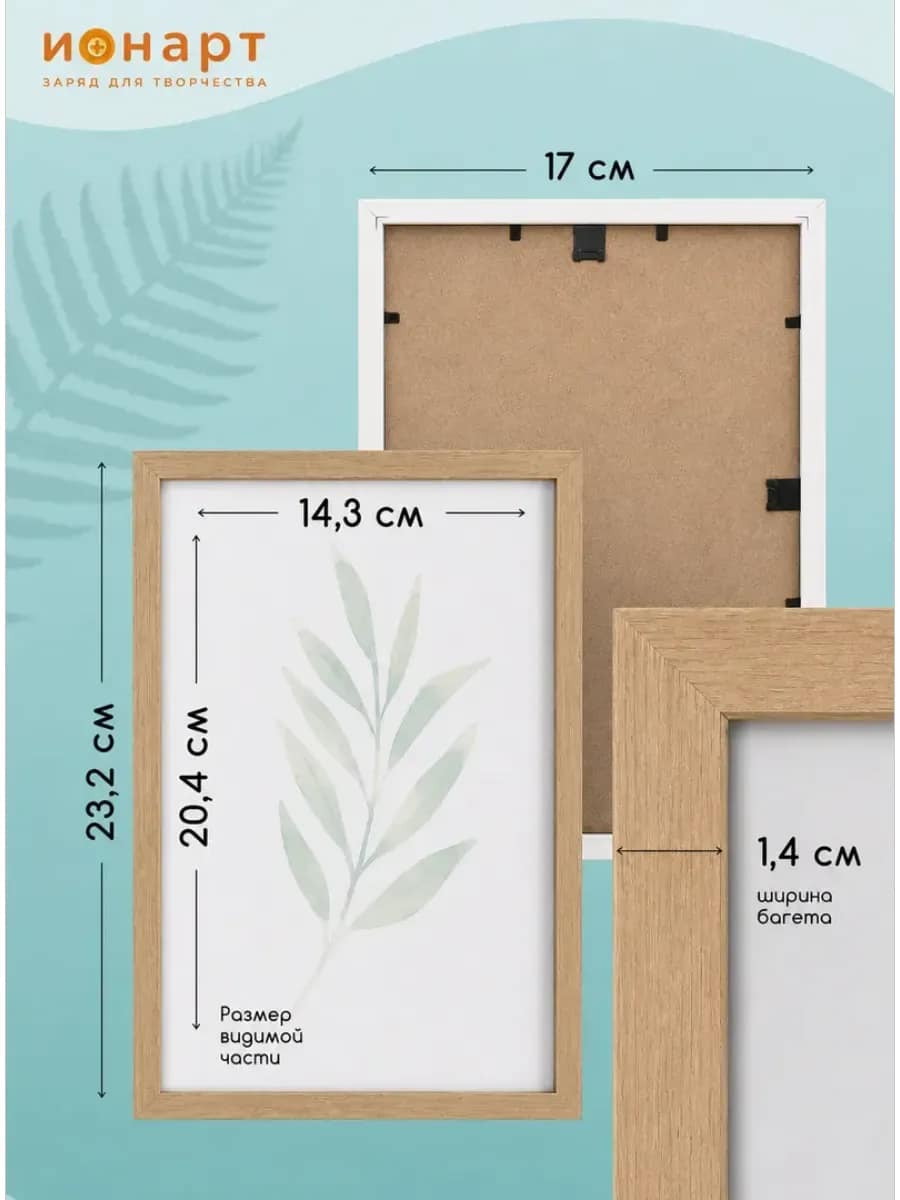 ионарт
ЗАРЯД ДЛЯ ТВОРЧЕСТВА
17 см
14,3 см
23,2 см
20,4 см
1,4 см
ширина
багета
Размер
видимой
части